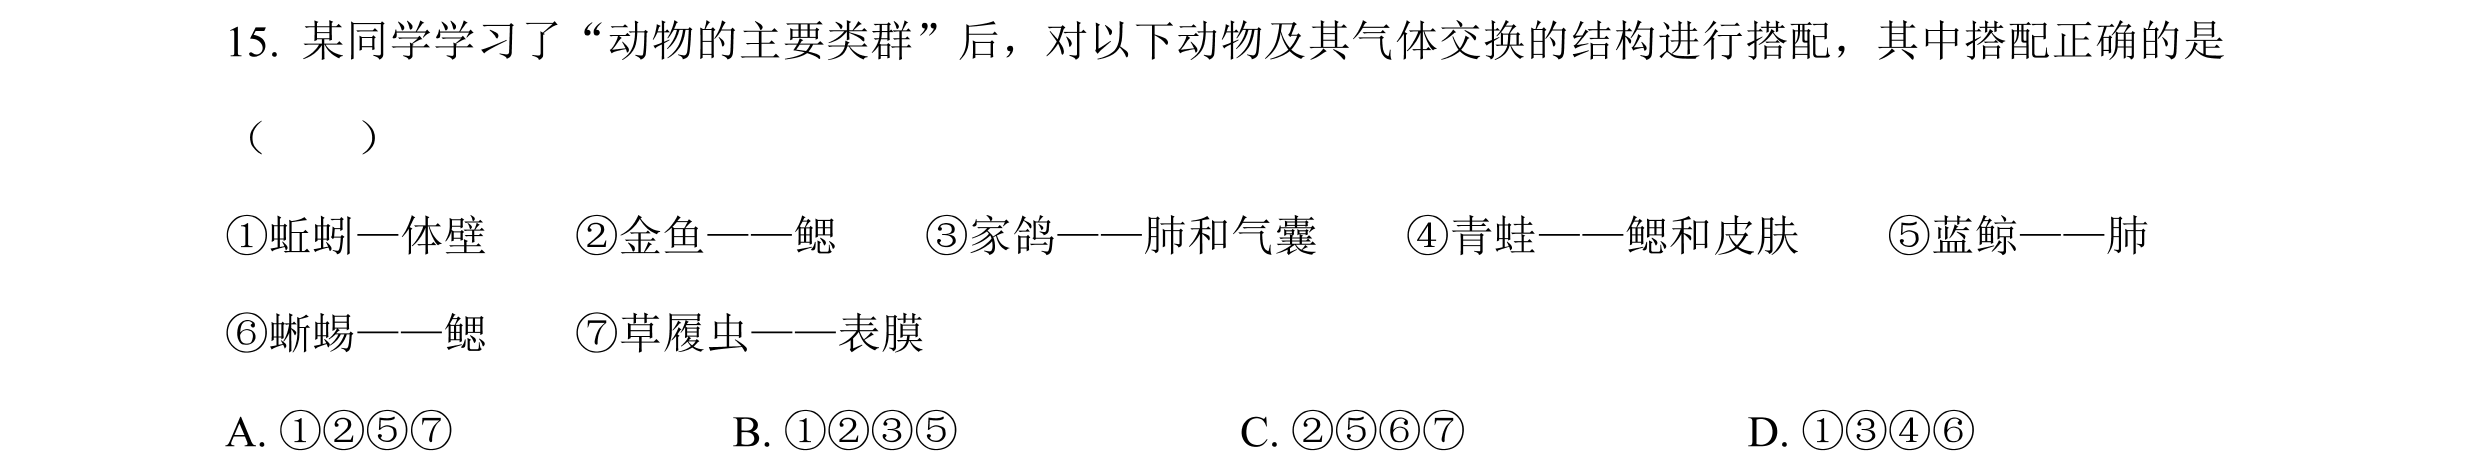 15. 某同学学习了“动物的主要类群”后，对以下动物及其气体交换的结构进行搭配，其中搭配正确的是
（　　）
①蚯蚓—体壁　　②金鱼——鳃　　③家鸽——肺和气囊　　④青蛙——鳃和皮肤　　⑤蓝鲸——肺
⑥蜥蜴——鳃　　⑦草履虫——表膜
A. ①②⑤⑦　　B. ①②③⑤　　C. ②⑤⑥⑦　　D. ①③④⑥